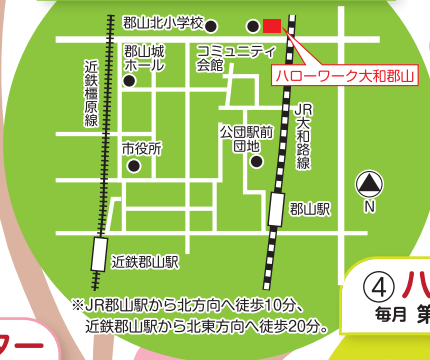 郡山北小学校
郡山城
ホール
コミュニティ
会館
ハローワーク大和郡山
近鉄橿原線
JR大和路線
市役所
公団駅前
団地
郡山駅
N
近鉄郡山駅
※JR郡山駅から北方向へ徒歩10分、
近鉄郡山駅から北東方向へ徒歩20分。
④ハ
毎月 第
ター